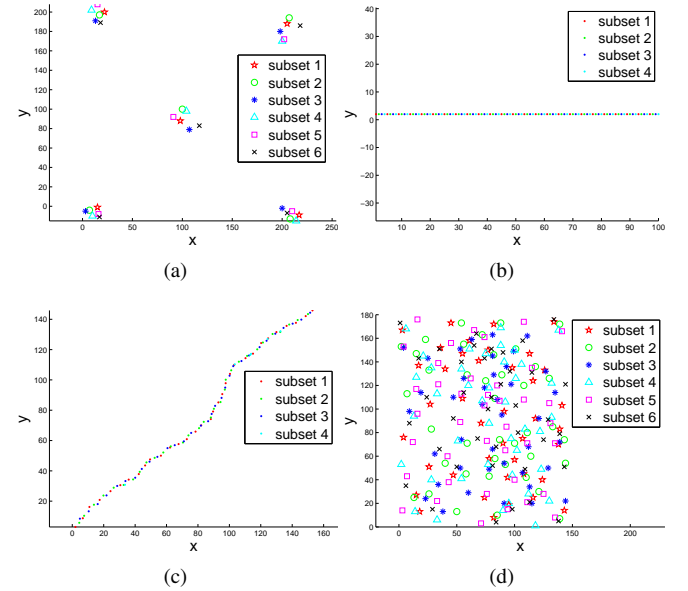 200
180
160
140
120
100
80
60
40
20
0
0 50 100 150 200 250
y
x
subset 1
subset 2
subset 3
subset 4
subset 5
subset 6
(a)
40
30
20
10
0
−10
−20
−30
10 20 30 40 50 60 70 80 90 100
y
x
subset 1
subset 2
subset 3
subset 4
(b)
140
120
100
80
60
40
20
0 20 40 60 80 100 120 140 160
y
x
subset 1
subset 2
subset 3
subset 4
(c)
180
160
140
120
100
80
60
40
20
0
0 50 100 150 200
y
x
subset 1
subset 2
subset 3
subset 4
subset 5
subset 6
(d)